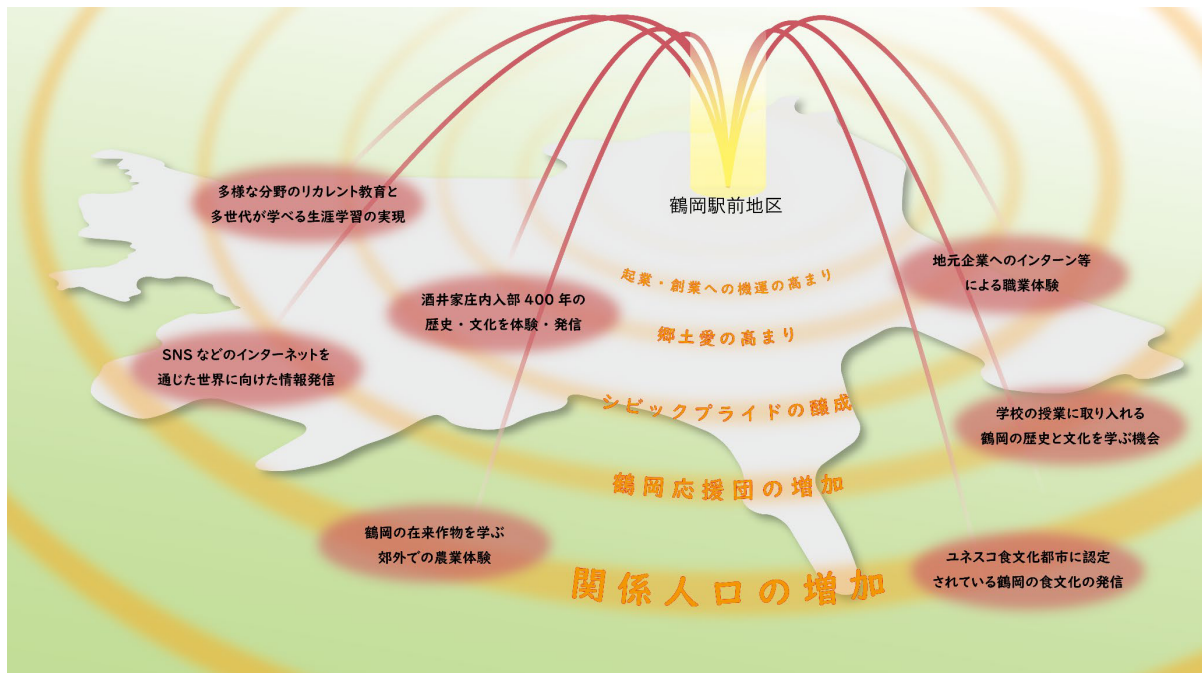 鶴岡駅前地区
多様な分野のリカレント教育と
多世代が学べる生涯学習の実現
酒井家庄内入部 400 年の
歴史・文化を体験・発信
SNS などのインターネットを
通じた世界に向けた情報発信
鶴岡の在来作物を学ぶ
郊外での農業体験
起業・創業への機運の高まり
郷土愛の高まり
シビックプライドの醸成
鶴岡応援団の増加
関係人口の増加
地元企業へのインターン等
による職業体験
学校の授業に取り入れる
鶴岡の歴史と文化を学ぶ機会
ユネスコ食文化都市に認定
されている鶴岡の食文化の発信